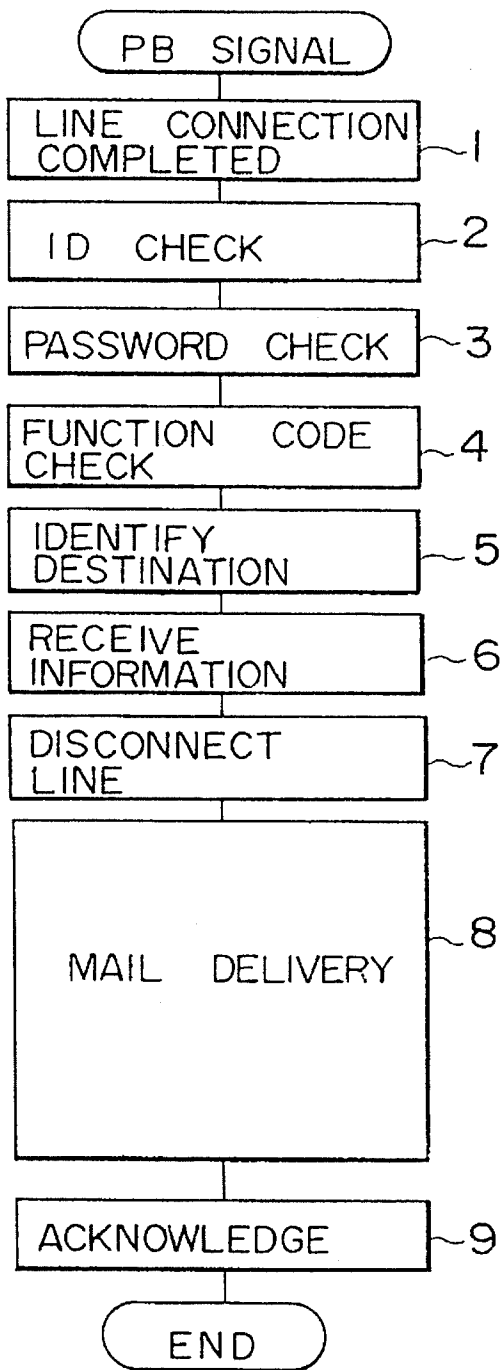 PB SIGNAL
LINE CONNECTION
COMPLETED
1
ID CHECK
2
PASSWORD CHECK
3
FUNCTION CODE
CHECK
4
IDENTIFY
DESTINATION
5
RECEIVE
INFORMATION
6
DISCONNECT
LINE
7
MAIL DELIVERY
8
ACKNOWLEDGE
9
END